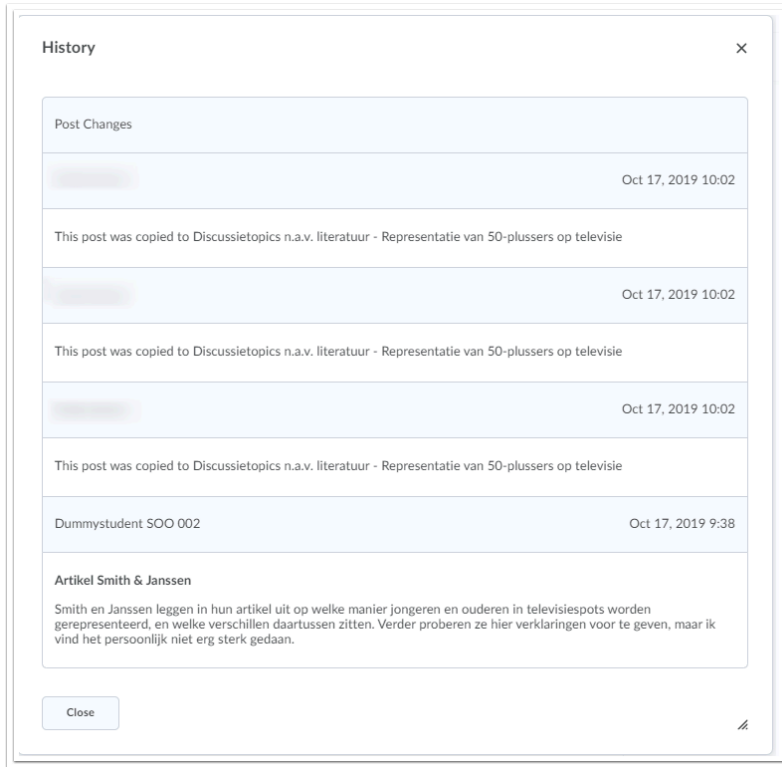 History
Post Changes
Oct 17, 2019 10:02
This post was copied to Discussietopics n.a.v. literatuur - Representatie van 50-plussers op televisie
Oct 17, 2019 10:02
This post was copied to Discussietopics n.a.v. literatuur - Representatie van 50-plussers op televisie
Oct 17, 2019 10:02
This post was copied to Discussietopics n.a.v. literatuur - Representatie van 50-plussers op televisie
Dummystudent SOO 002 Oct 17, 2019 9:38
Artikel Smith & Janssen
Smith en Janssen leggen in hun artikel uit op welke manier jongeren en ouderen in televisiespots worden
gerepresenteerd, en welke verschillen daartussen zitten. Verder proberen ze hier verklaringen voor te geven, maar ik
vind het persoonlijk niet erg sterk gedaan.
Close